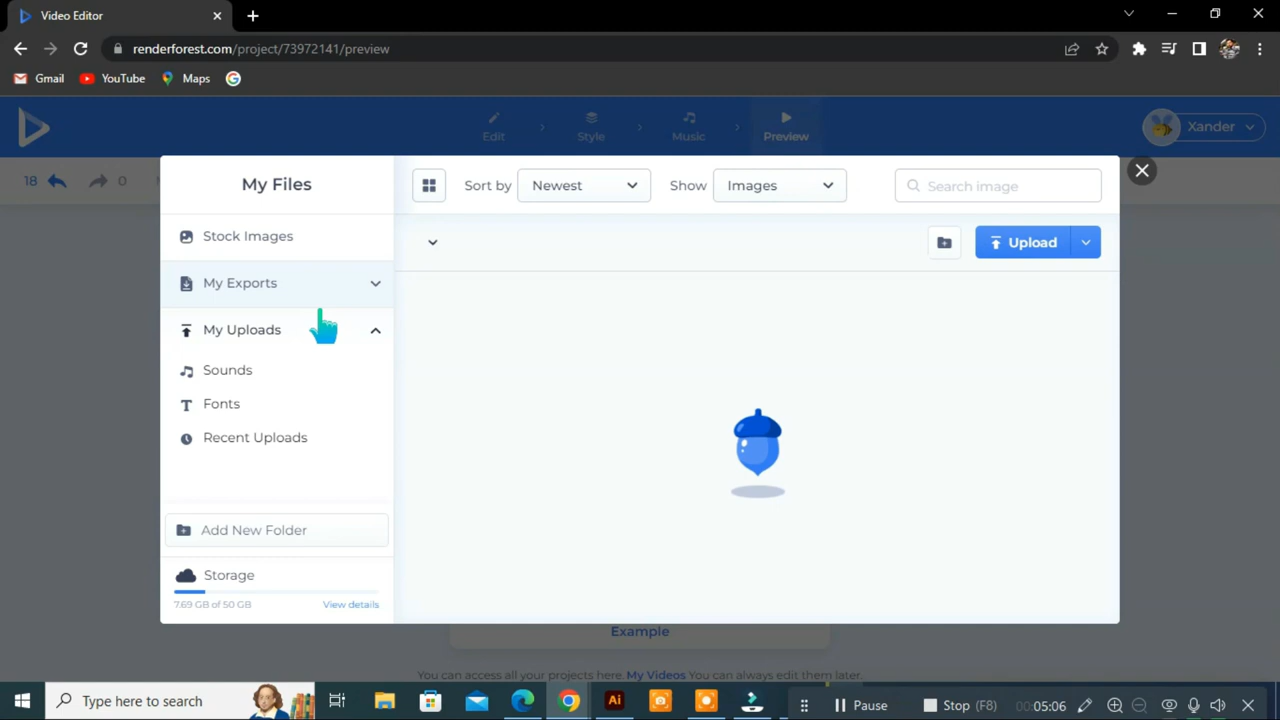 Video Editor
renderforest.com/project/73972141/preview
Gmail
YouTube
Maps
Edit
Style
Music
Preview
Xander
18
0
My Files
Sort by
Newest
Show
Images
Search image
Stock Images
Upload
My Exports
My Uploads
Sounds
Fonts
Recent Uploads
Add New Folder
Storage
7.69 GB of 50 GB
View details
Example
You can access all your projects here. My Videos You can always edit them later.
Type here to search
Ai
Pause
Stop (F8)
00:05:06